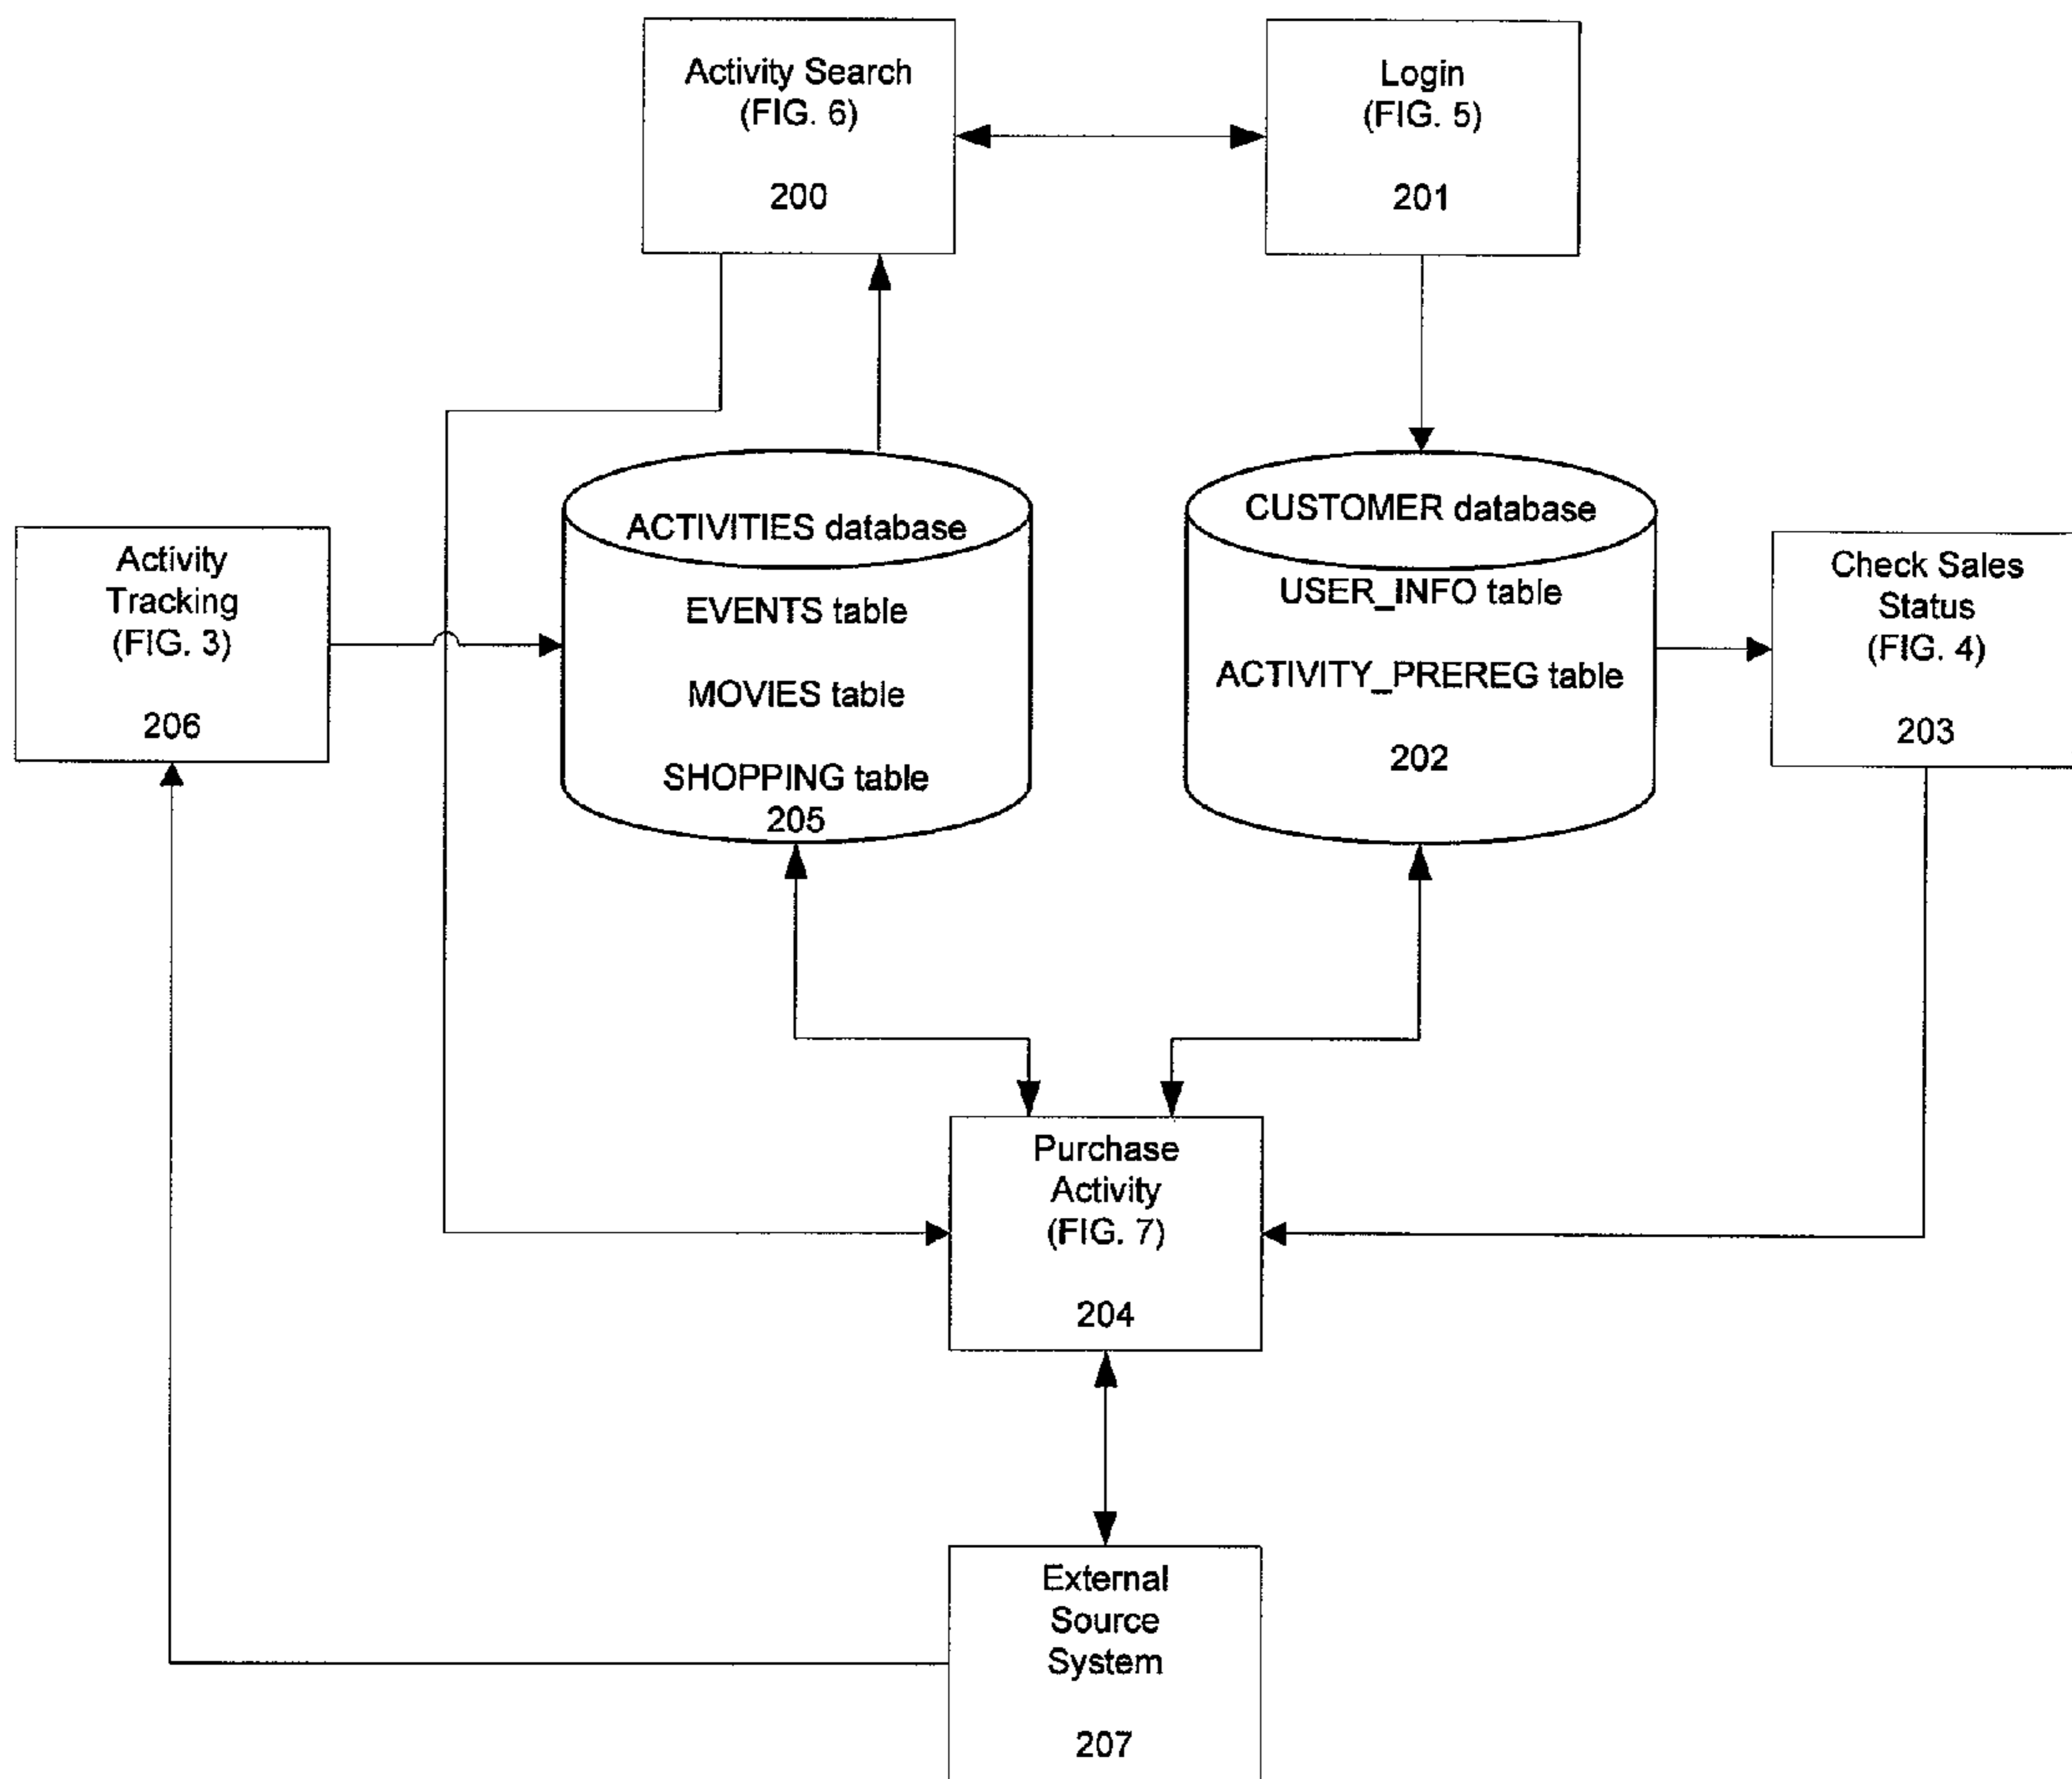 Activity Search
(FIG. 6)
200
Login
(FIG. 5)
201
Activity
Tracking
(FIG. 3)
206
ACTIVITIES database
EVENTS table
MOVIES table
SHOPPING table
205
CUSTOMER database
USER_INFO table
ACTIVITY_PREREG table
202
Check Sales
Status
(FIG. 4)
203
Purchase
Activity
(FIG. 7)
204
External
Source
System
207